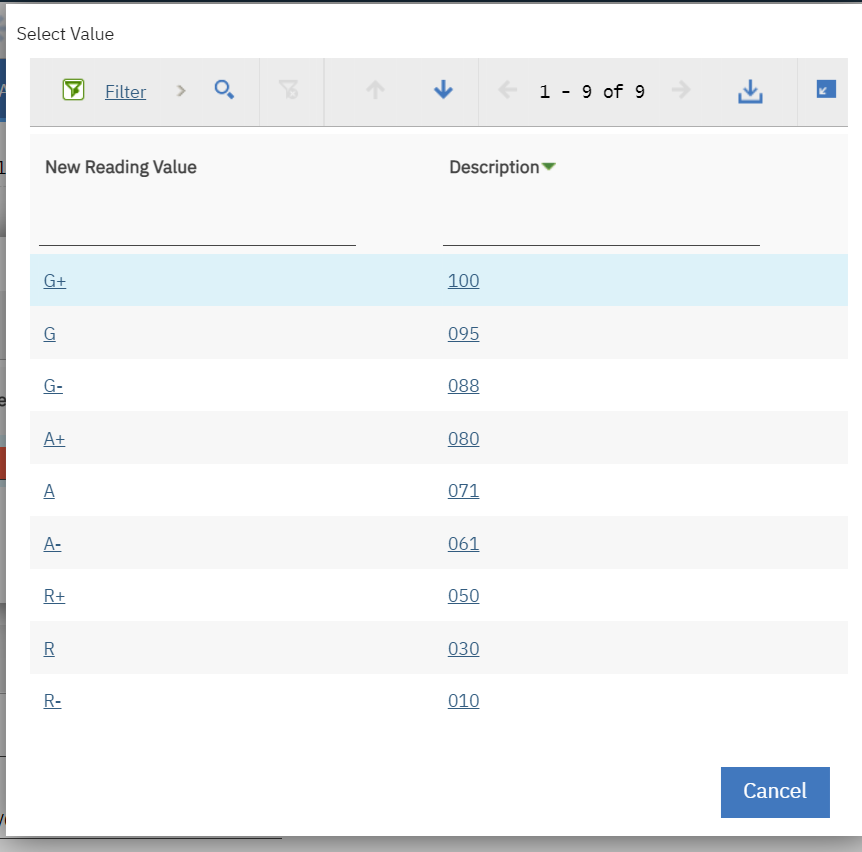 Select Value
Filter 1 - 9 of 9
New Reading Value Description
G+ 100
G 095
G- 088
A+ 080
A 071
A- 061
R+ 050
R 030
R- 010
Cancel